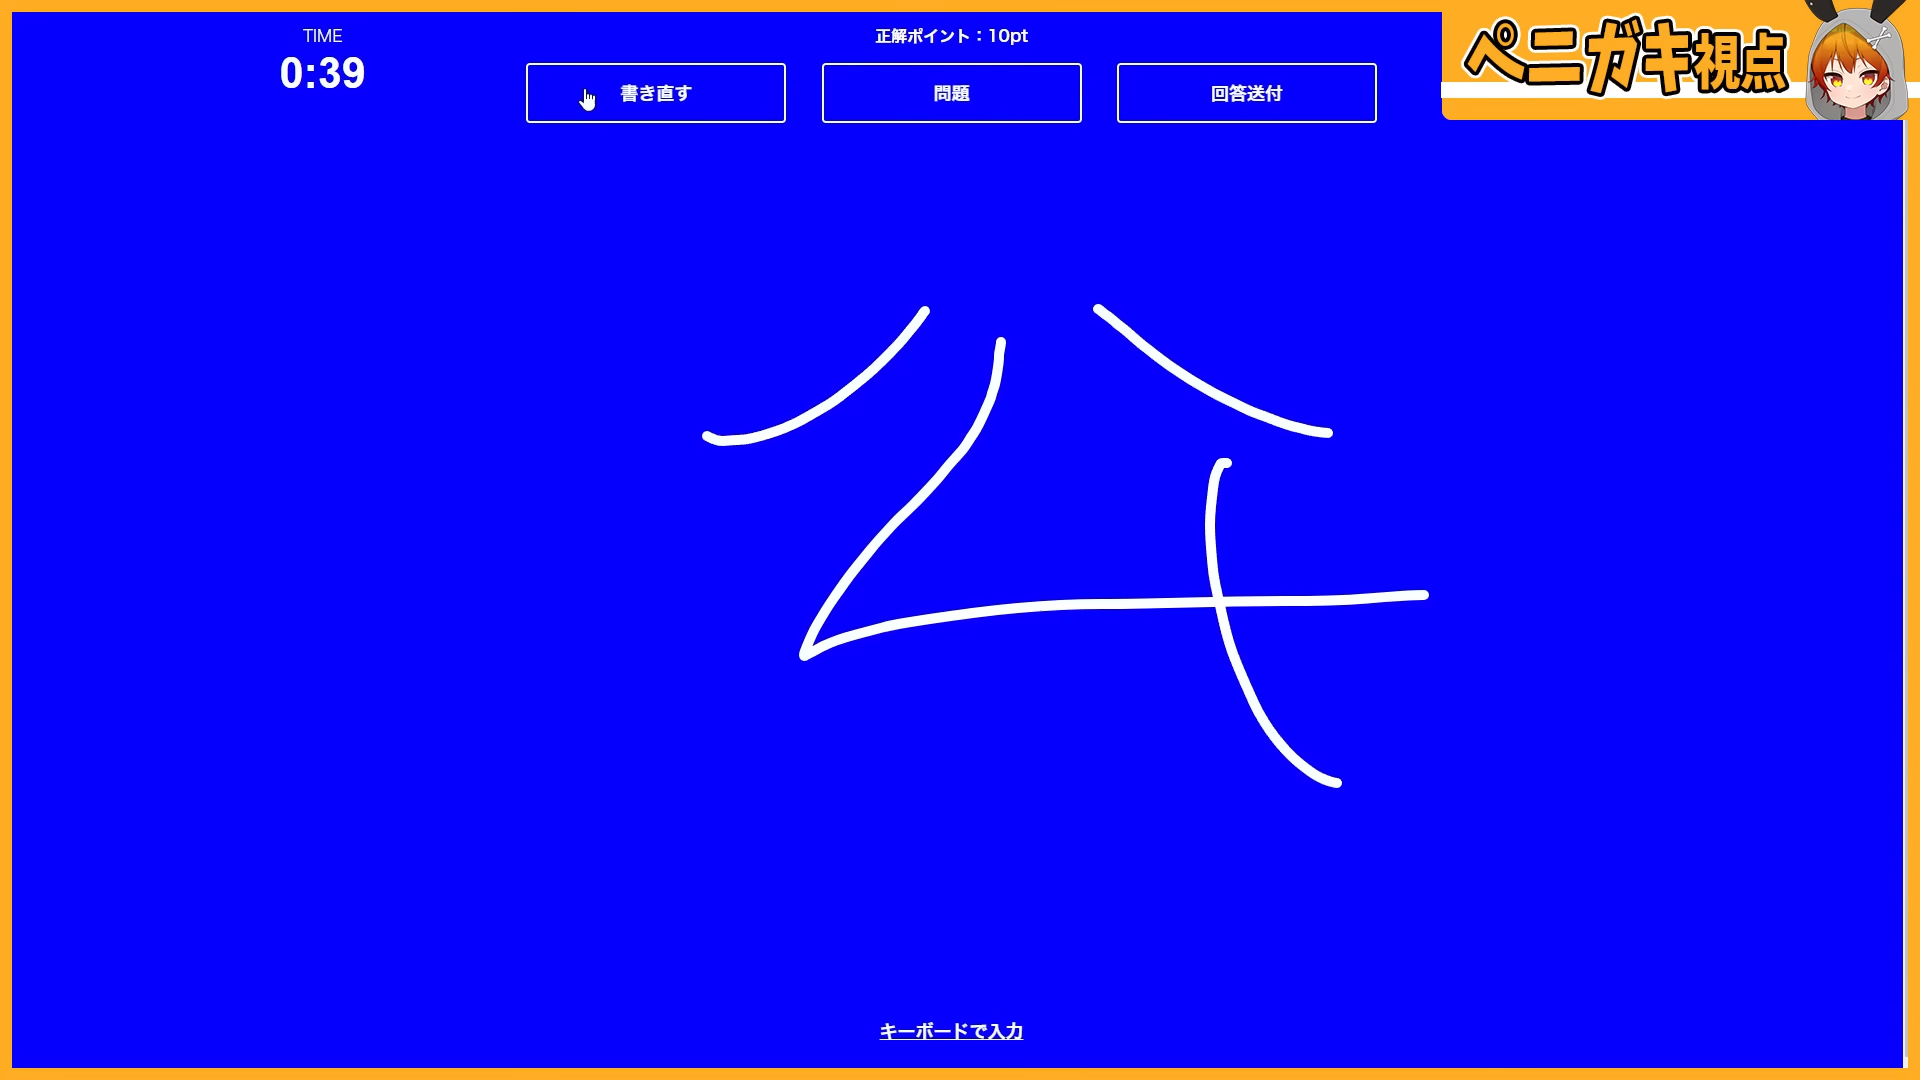 TIME
0:39
正解ポイント：10pt
書き直す
問題
回答送付
ペニガキ視点
公
キーボードで入力